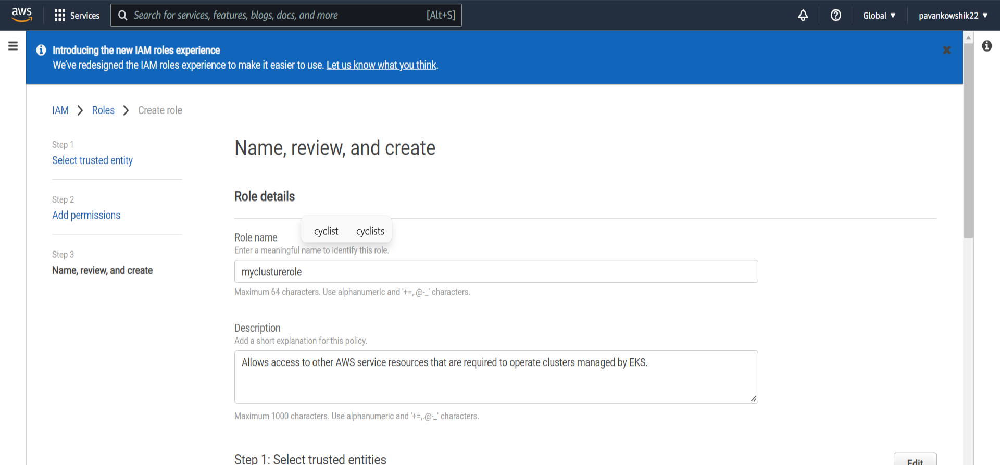 aws
Services
Search for services, features, blogs, docs, and more
[Alt+S]
Global
pavankowshik22
Introducing the new IAM roles experience
We've redesigned the IAM roles experience to make it easier to use. Let us know what you think.
IAM
Roles
Create role
Step 1
Select trusted entity
Step 2
Add permissions
Step 3
Name, review, and create
Name, review, and create
Role details
cyclist cyclists
Role name
Enter a meaningful name to identify this role.
myclusturerole
Maximum 64 characters. Use alphanumeric and '+=,.@-_' characters.
Description
Add a short explanation for this policy.
Allows access to other AWS service resources that are required to operate clusters managed by EKS.
Maximum 1000 characters. Use alphanumeric and '+=,.@-_' characters.
Step 1: Select trusted entities
Edit